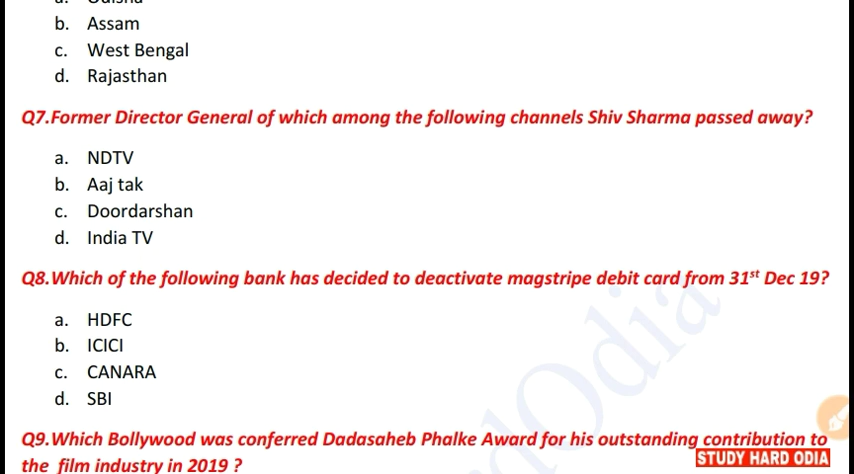 b. Assam
c. West Bengal
d. Rajasthan
Q7.Former Director General of which among the following channels Shiv Sharma passed away?
a. NDTV
b. Aaj tak
c. Doordarshan
d. India TV
Q8.Which of the following bank has decided to deactivate magstripe debit card from 31st Dec 19?
a. HDFC
b. ICICI
c. CANARA
d. SBI
Q9.Which Bollywood was conferred Dadasaheb Phalke Award for his outstanding contribution to
the film industry in 2019 ?
STUDY HARD ODIA